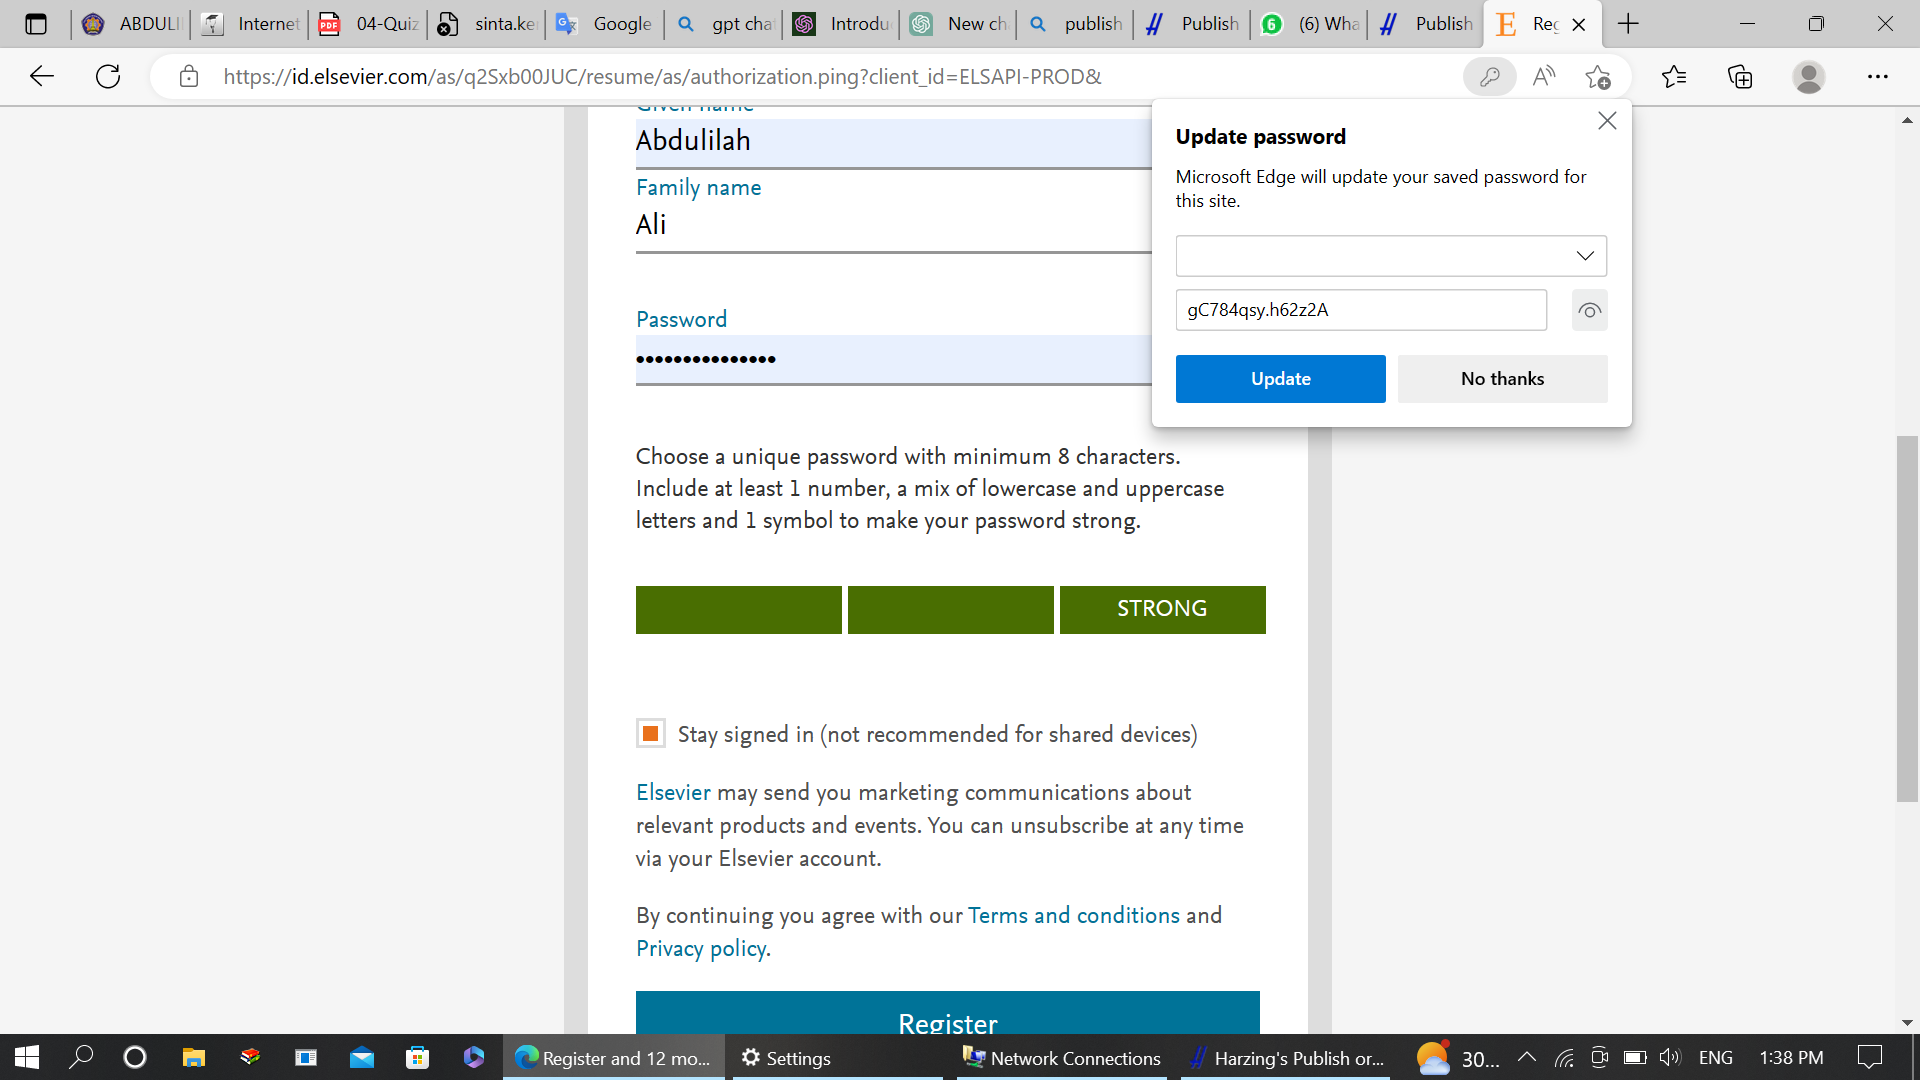 ABDULI
Internet
04-Quiz
sinta.ke
Google
gpt chat
Introdu
New ch
publish
Publish
(6) Wha
Publish
Reg
https://id.elsevier.com/as/q2Sxb00JUC/resume/as/authorization.ping?client_id=ELSAPI-PROD&
Given name
Abdulilah
Family name
Ali
Password
•••••••••••••••
Update password
Microsoft Edge will update your saved password for
this site.
gC784qsy.h62z2A
Update
No thanks
Choose a unique password with minimum 8 characters.
Include at least 1 number, a mix of lowercase and uppercase
letters and 1 symbol to make your password strong.
STRONG
Stay signed in (not recommended for shared devices)
Elsevier may send you marketing communications about
relevant products and events. You can unsubscribe at any time
via your Elsevier account.
By continuing you agree with our Terms and conditions and
Privacy policy.
Register
Register and 12 mo...
Settings
Network Connections
Harzing's Publish or...
30...
ENG
1:38 PM